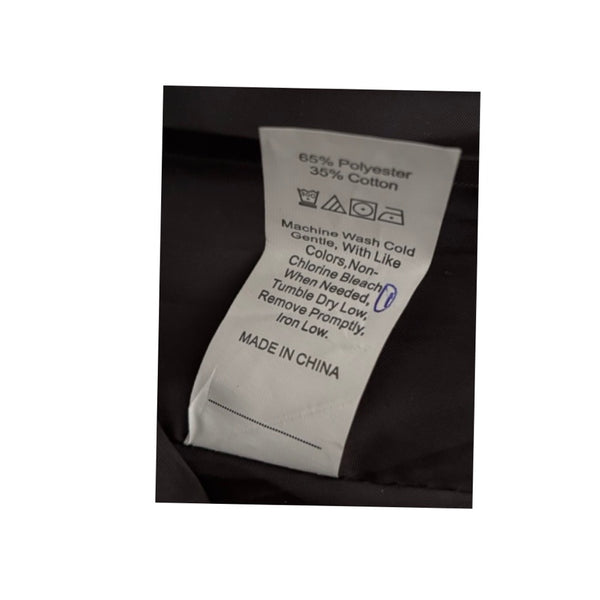 65% Polyester
35% Cotton
Machine Wash Cold
Gentle, With Like
Colors,Non-
Chlorine Bleach
When Needed,
Tumble Dry Low,
Remove Promptly,
Iron Low.
MADE IN CHINA